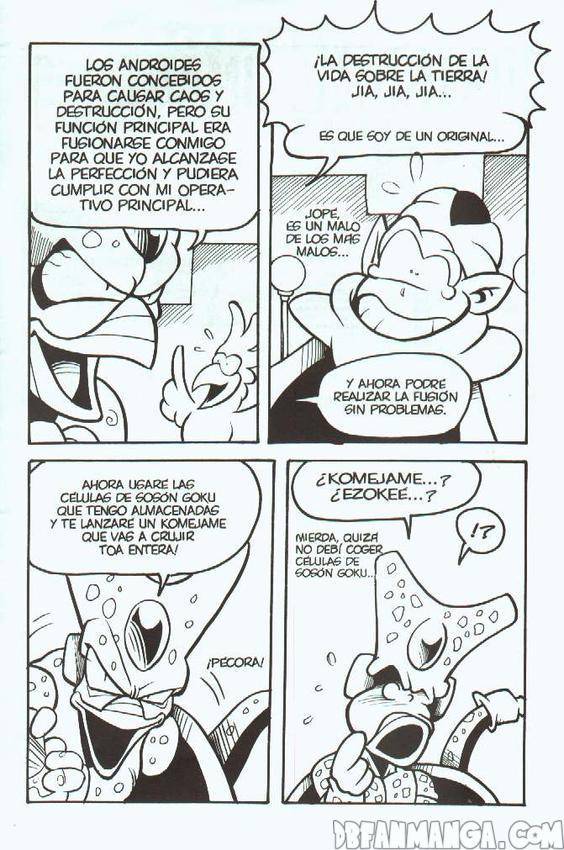 LOS ANDROIDES
FUERON CONCEBIDOS
PARA CAUSAR CAOS Y
DESTRUCCIÓN, PERO SU
FUNCIÓN PRINCIPAL ERA
FUSIONARSE CONMIGO
PARA QUE YO ALCANZASE
LA PERFECCIÓN Y PUDIERA
CUMPLIR CON MI OPERA-
TIVO PRINCIPAL...
¡LA DESTRUCCIÓN DE LA
VIDA SOBRE LA TIERRA!
JIA, JIA, JIA...
ES QUE SOY DE UN ORIGINAL...
JOPE,
ES UN MALO
DE LOS MAS
MALOS...
Y AHORA PODRE
REALIZAR LA FUSIÓN
SIN PROBLEMAS.
AHORA USARE LAS
CÉLULAS DE SOSÓN GOKU
QUE TENGO ALMACENADAS
Y TE LANZARE UN KOMEJAME
QUE VAS A CRUJIR
TOA ENTERA!
¡PECORA!
¿KOMEJAME...?
¿EZOKEE...?
!?
MIERDA, QUIZA
NO DEBÍ COGER
CÉLULAS DE
SOSÓN GOKU...
DBFANMANGA.COM